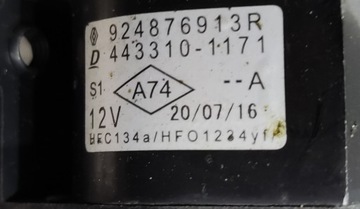 924876913R
D 443310-1171
S1 A74 --A
12V 20/07/16
HFC134a/HFO1234yf